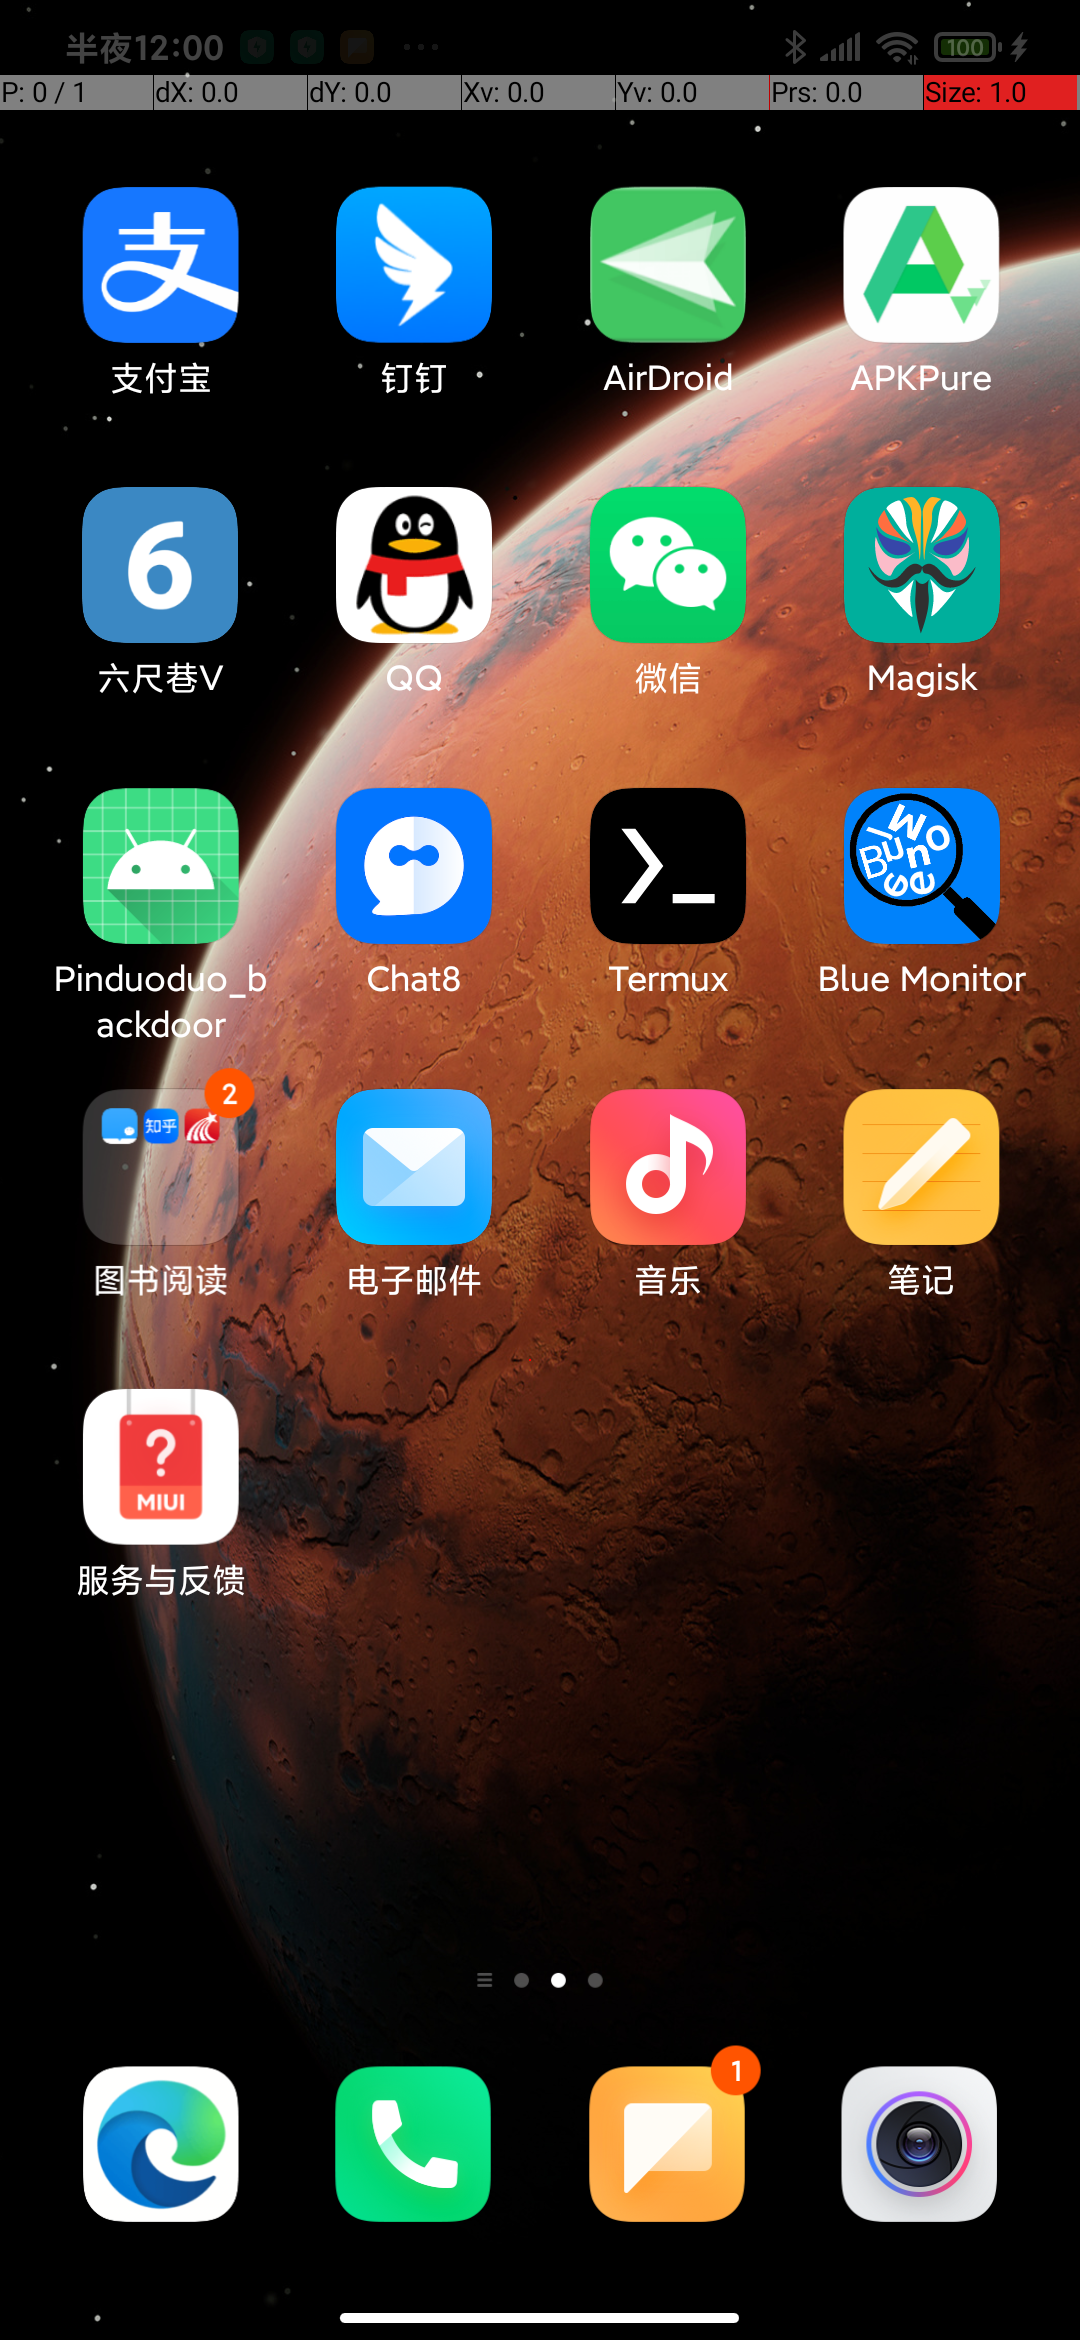 半夜12:00
100
P: 0 / 1
dX: 0.0
dY: 0.0
Xv: 0.0
Yv: 0.0
Prs: 0.0
Size: 1.0
支
支付宝
钉钉
AirDroid
APKPure
6
六尺巷V
QQ
微信
Magisk
Pinduoduo_b
ackdoor
Chat8
Termux
Blue Monitor
2
知乎
图书阅读
电子邮件
音乐
笔记
?
MIUI
服务与反馈
1